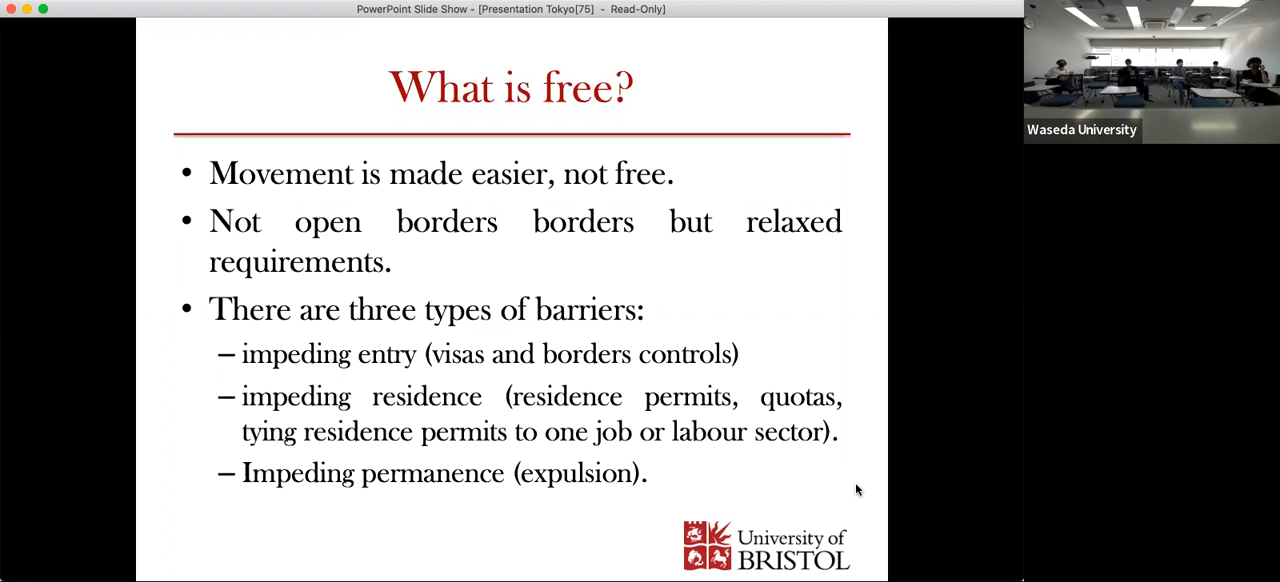 PowerPoint Slide Show - [Presentation Tokyo[75] - Read-Only]
What is free?
• Movement is made easier, not free.
• Not open borders borders but relaxed
requirements.
• There are three types of barriers:
– impeding entry (visas and borders controls)
– impeding residence (residence permits, quotas,
tying residence permits to one job or labour sector).
– Impeding permanence (expulsion).
University of
BRISTOL
Waseda University